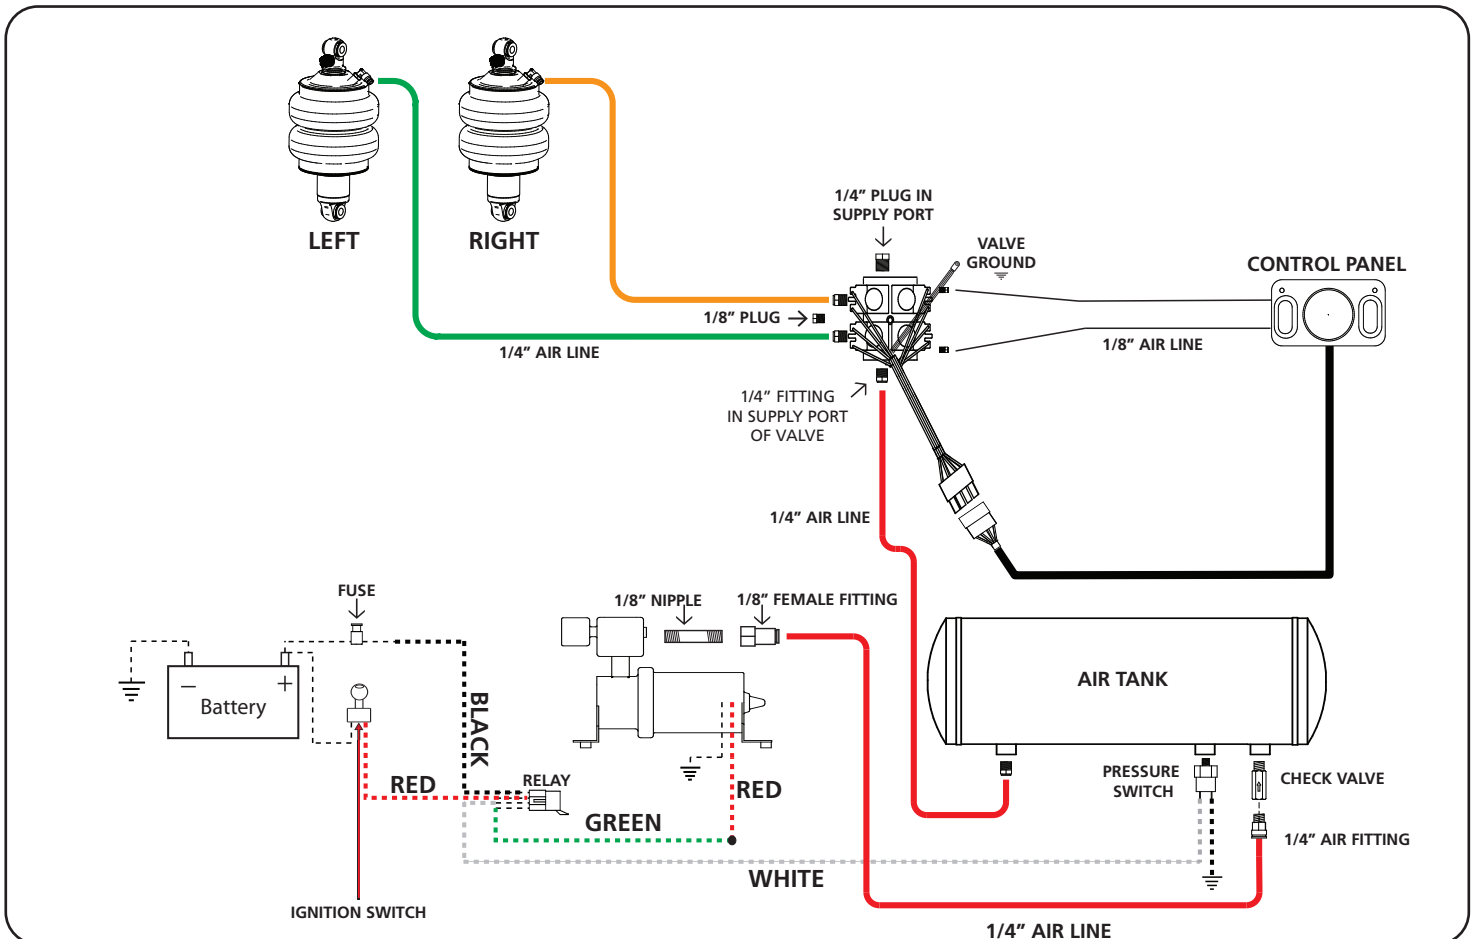 LEFT
RIGHT
1/4” PLUG IN
SUPPLY PORT
VALVE
GROUND
CONTROL PANEL
1/8” PLUG
1/4” AIR LINE
1/8” AIR LINE
1/4” FITTING
IN SUPPLY PORT
OF VALVE
1/4” AIR LINE
FUSE
1/8” NIPPLE
1/8” FEMALE FITTING
− +
Battery
BLACK
AIR TANK
RED
RELAY
RED
GREEN
PRESSURE
SWITCH
CHECK VALVE
1/4” AIR FITTING
WHITE
IGNITION SWITCH
1/4” AIR LINE